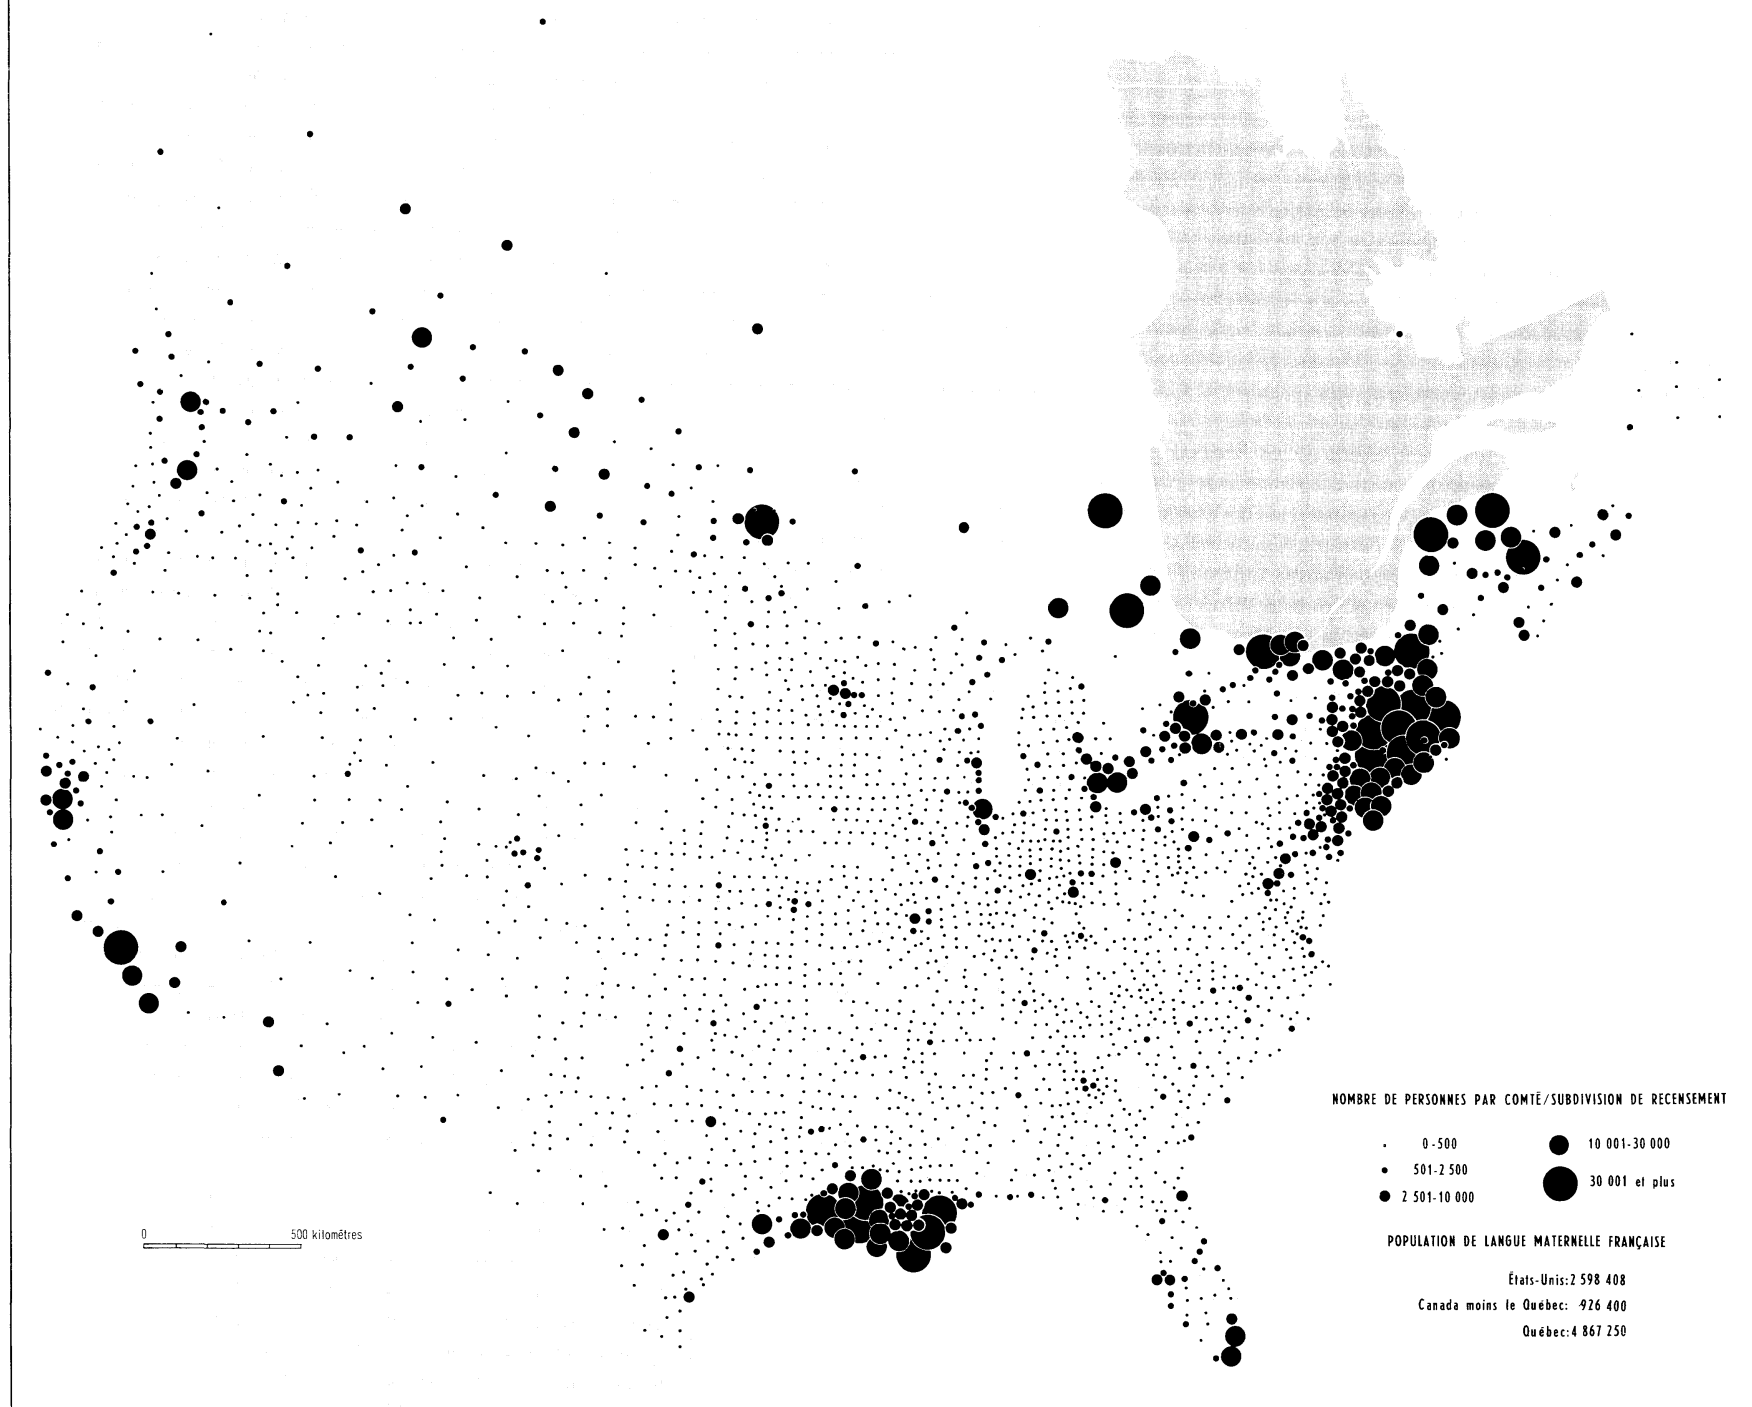 NOMBRE DE PERSONNES PAR COMTÉ/SUBDIVISION DE RECENSEMENT
0-500
10 001-30 000
501-2 500
30 001 et plus
2 501-10 000
0 500 kilomètres
POPULATION DE LANGUE MATERNELLE FRANÇAISE
États-Unis:2 598 408
Canada moins le Québec: 926 400
Québec:4 867 250